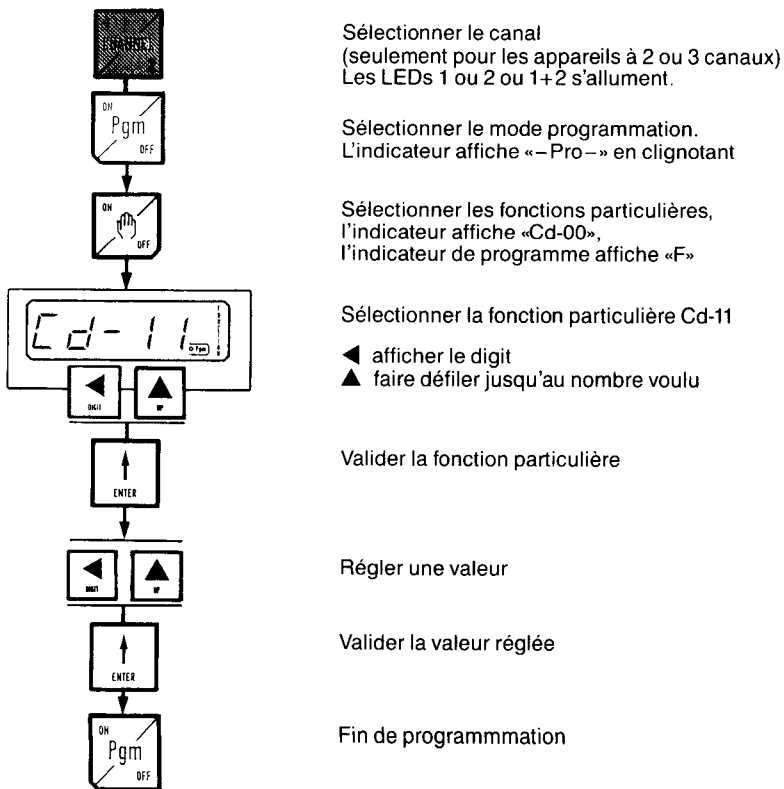 Sélectionner le canal
(seulement pour les appareils à 2 ou 3 canaux)
Les LEDs 1 ou 2 ou 1+2 s'allument.
ON
Pgm
OFF
Sélectionner le mode programmation.
L'indicateur affiche «–Pro–» en clignotant
ON
OFF
Sélectionner les fonctions particulières,
l'indicateur affiche «Cd-00»,
l'indicateur de programme affiche «F»
Cd-11
Pgm
Sélectionner la fonction particulière Cd-11
◀ afficher le digit
▲ faire défiler jusqu'au nombre voulu
DIGIT
UP
ENTER
Valider la fonction particulière
DIGIT
UP
Régler une valeur
ENTER
Valider la valeur réglée
ON
Pgm
OFF
Fin de programmmation